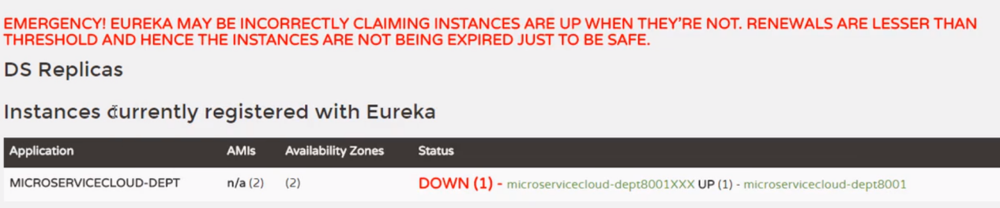 EMERGENCY! EUREKA MAY BE INCORRECTLY CLAIMING INSTANCES ARE UP WHEN THEY'RE NOT. RENEWALS ARE LESSER THAN
THRESHOLD AND HENCE THE INSTANCES ARE NOT BEING EXPIRED JUST TO BE SAFE.
DS Replicas
Instances currently registered with Eureka
Application AMIs Availability Zones Status
MICROSERVICECLOUD-DEPT n/a (2) (2) DOWN (1) - microservicecloud-dept8001XXX UP (1) - microservicecloud-dept8001